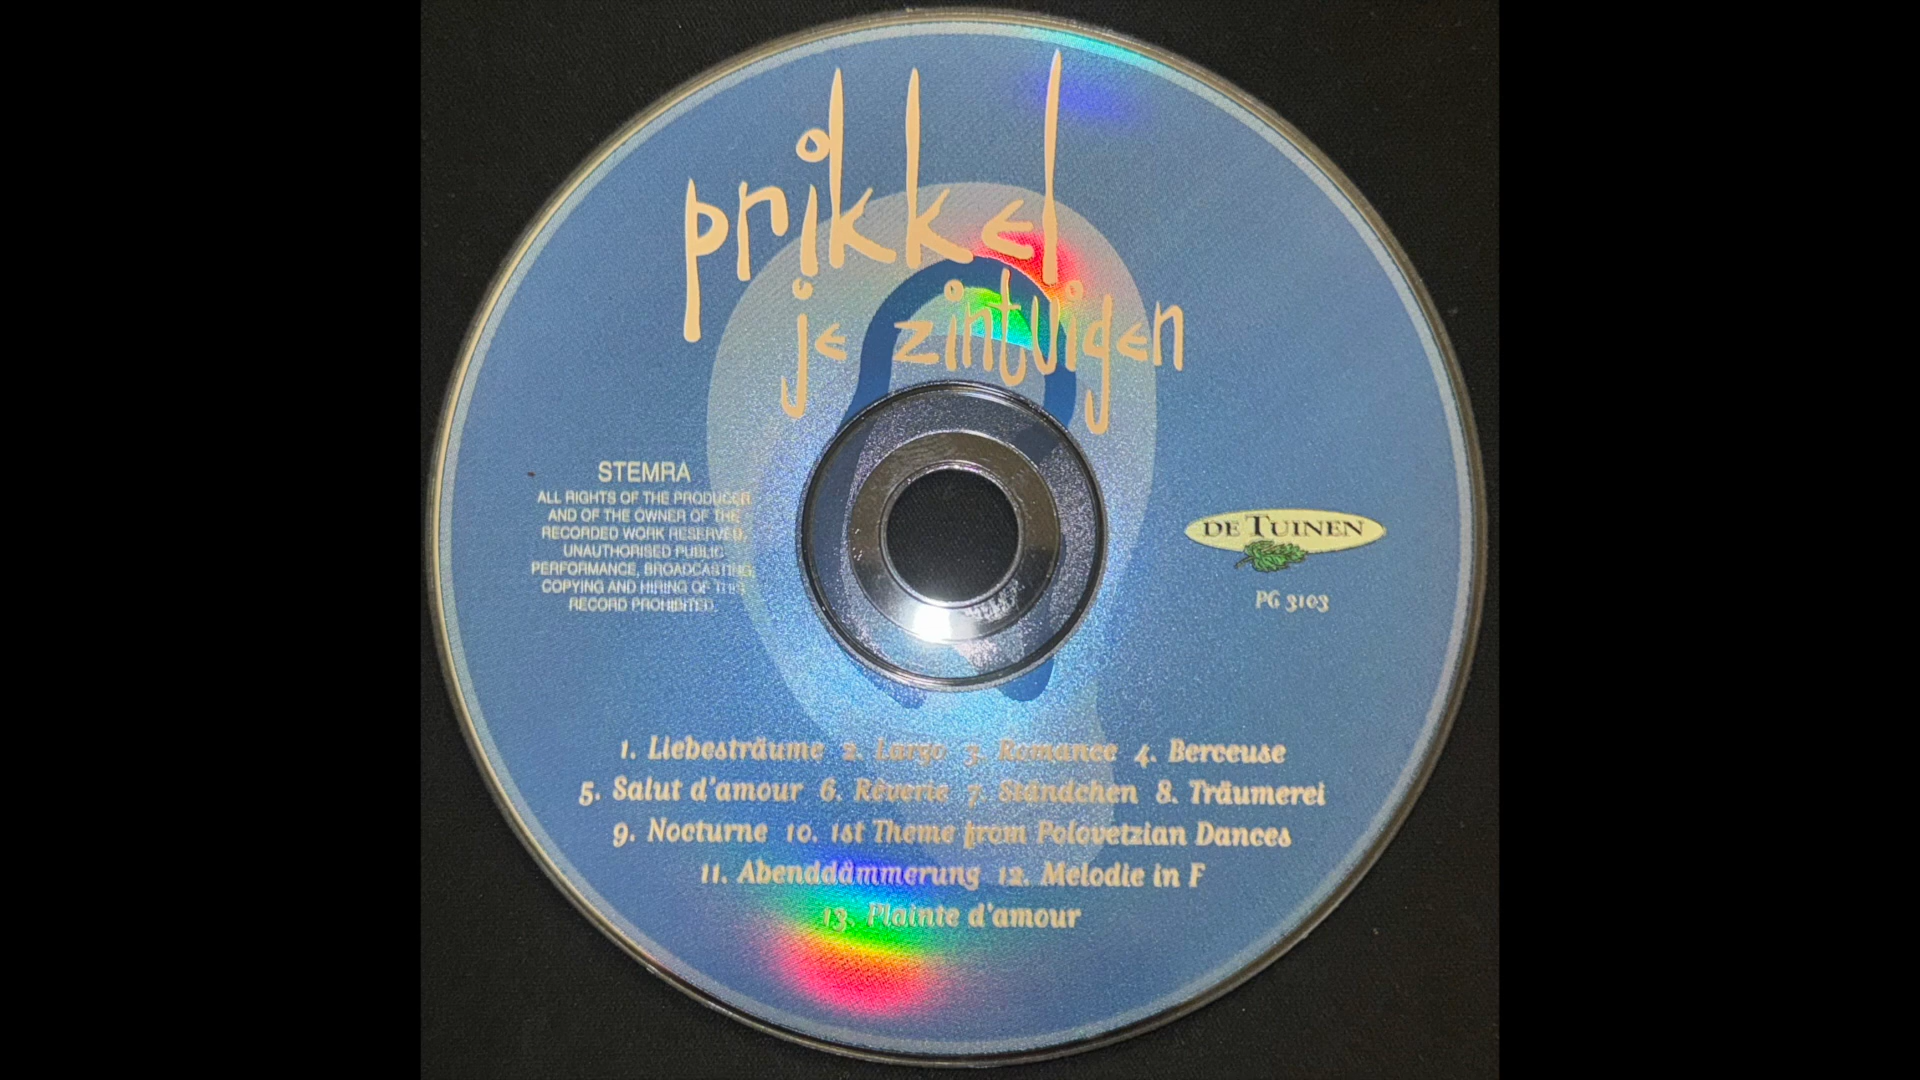 prikkel
je zintuigen
STEMRA
ALL RIGHTS OF THE PRODUCER
AND OF THE OWNER OF THE
RECORDED WORK RESERVED,
UNAUTHORISED PUBLIC
PERFORMANCE, BROADCASTING,
COPYING AND HIRING OF THIS
RECORD PROHIBITED.
DE TUINEN
PG 3103
1. Liebesträume 2. Largo 3. Romance 4. Berceuse
5. Salut d'amour 6. Rêverie 7. Ständchen 8. Träumerei
9. Nocturne 10. 1st Theme from Polovetzian Dances
11. Abenddämmerung 12. Melodie in F
13. Plainte d'amour